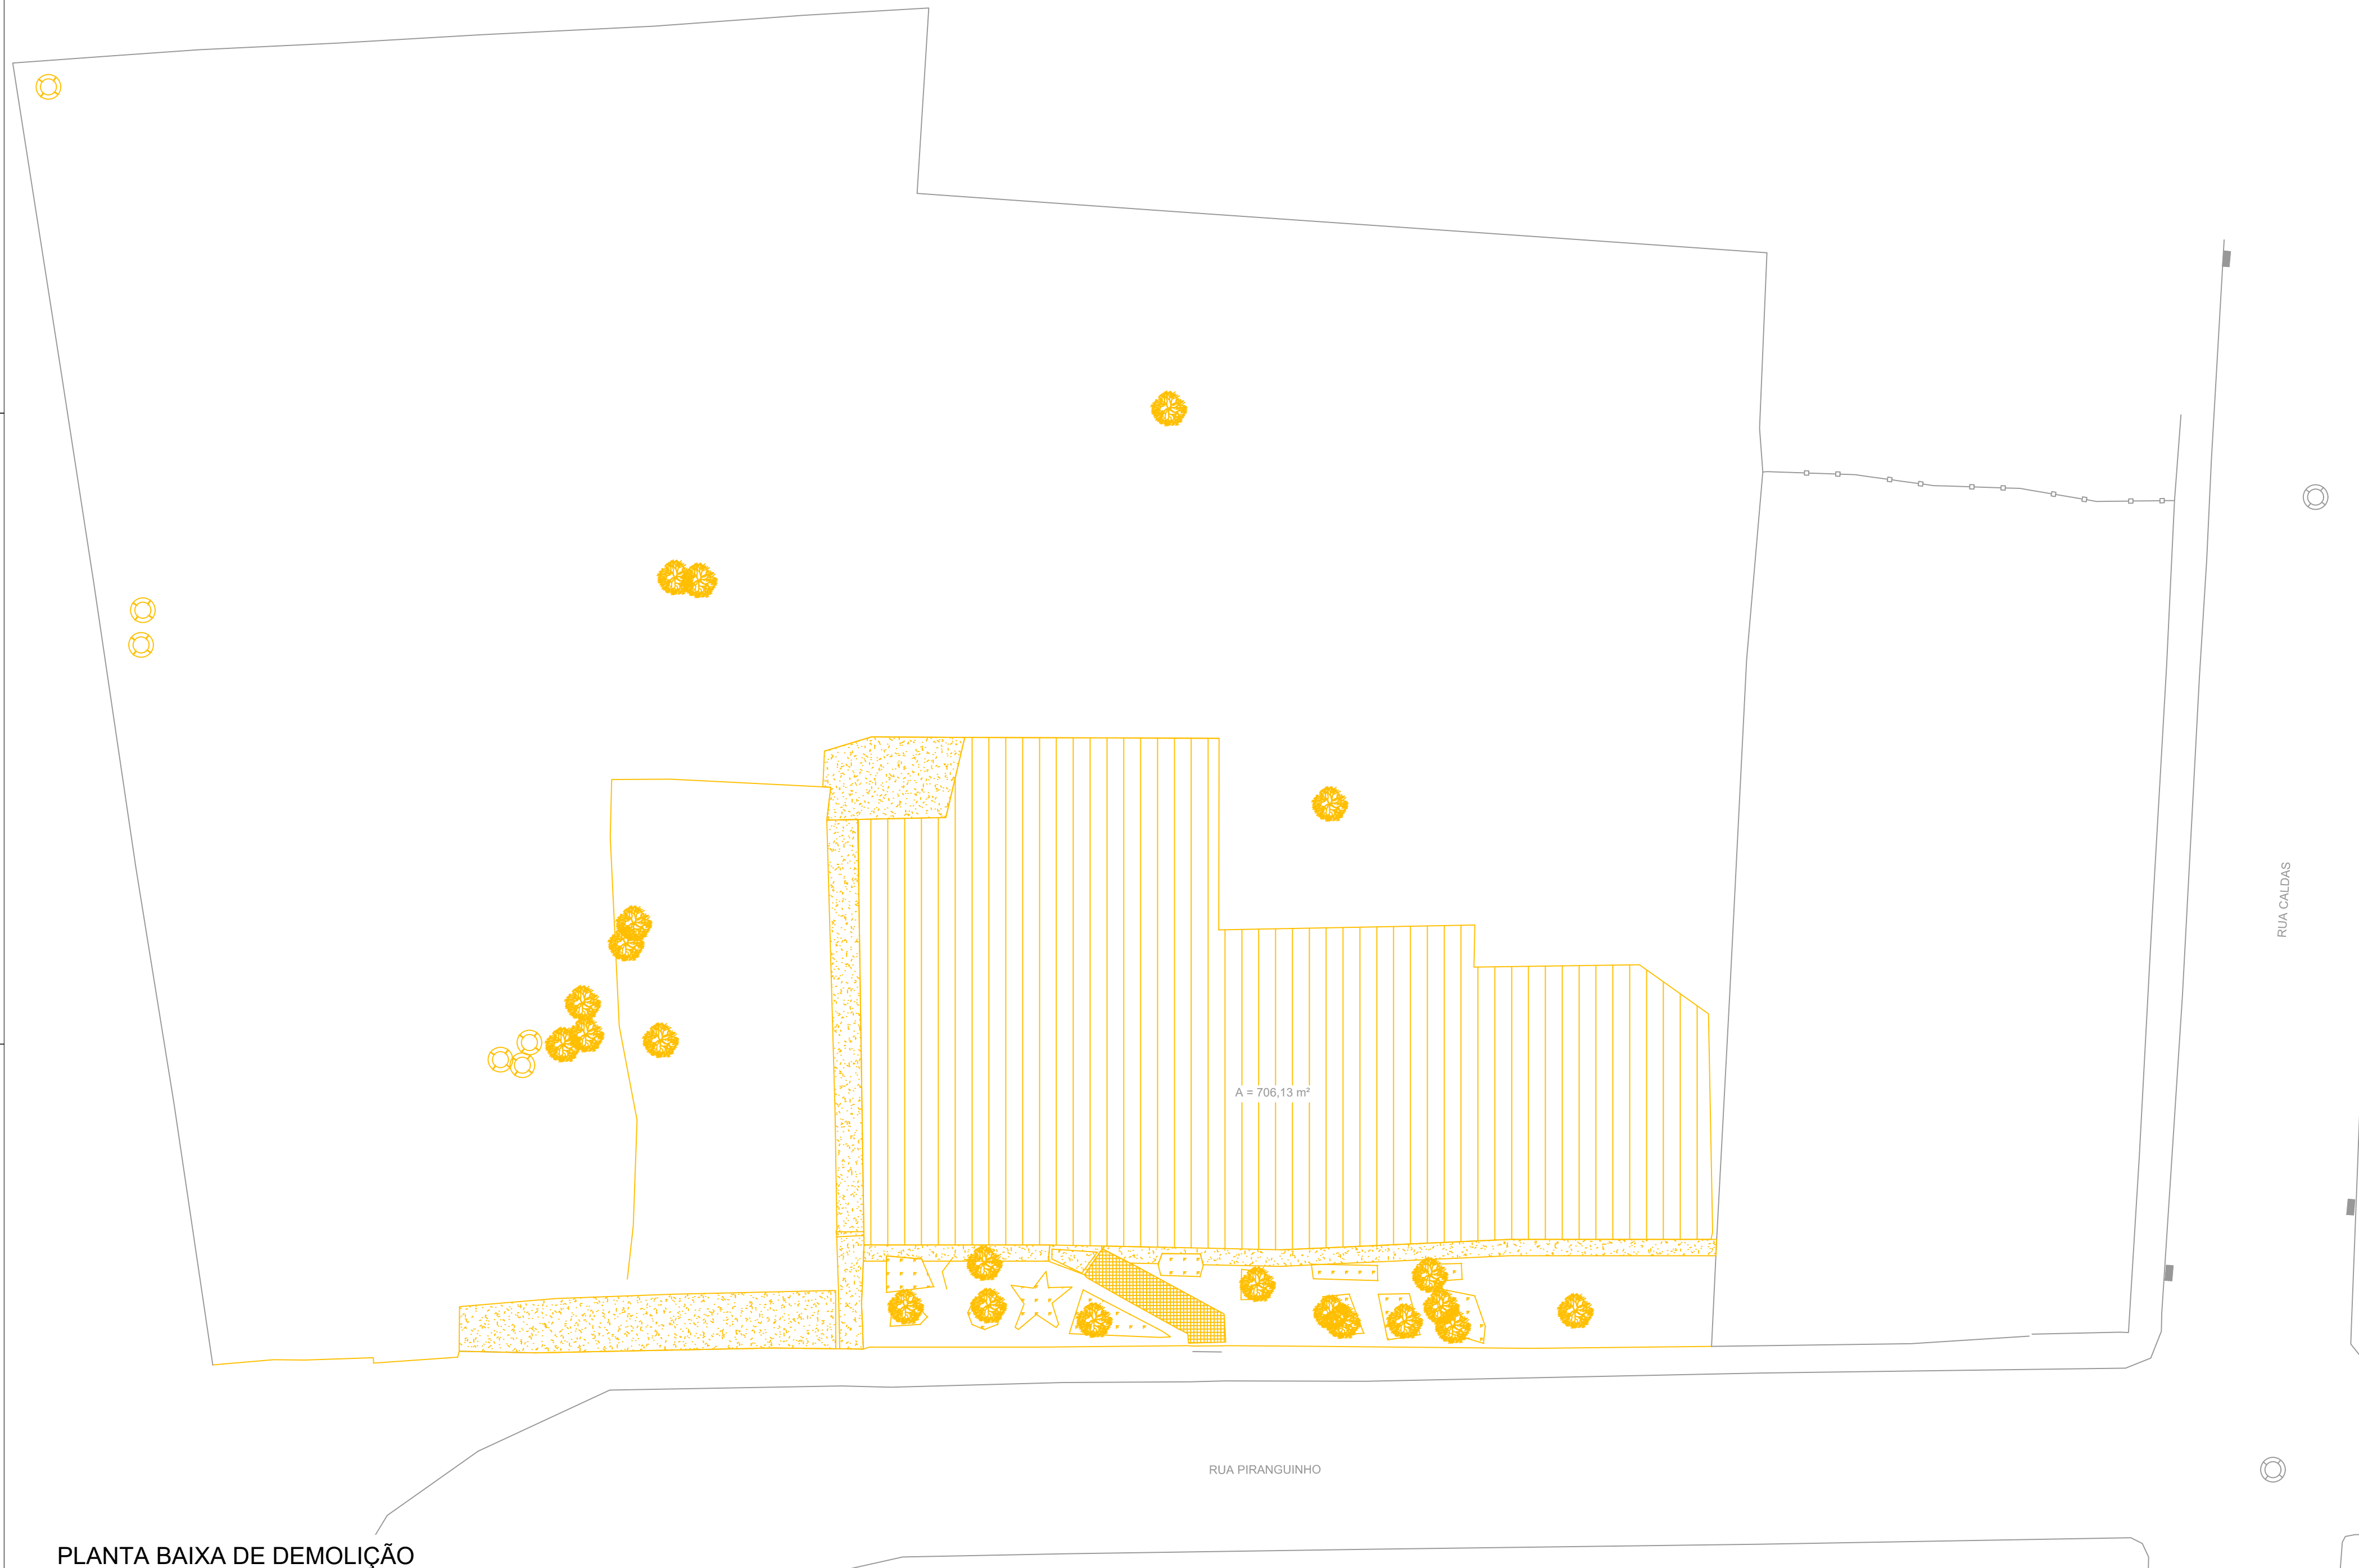 RUA CALDAS
A = 706,13 m²
RUA PIRANGUINHO
PLANTA BAIXA DE DEMOLIÇÃO